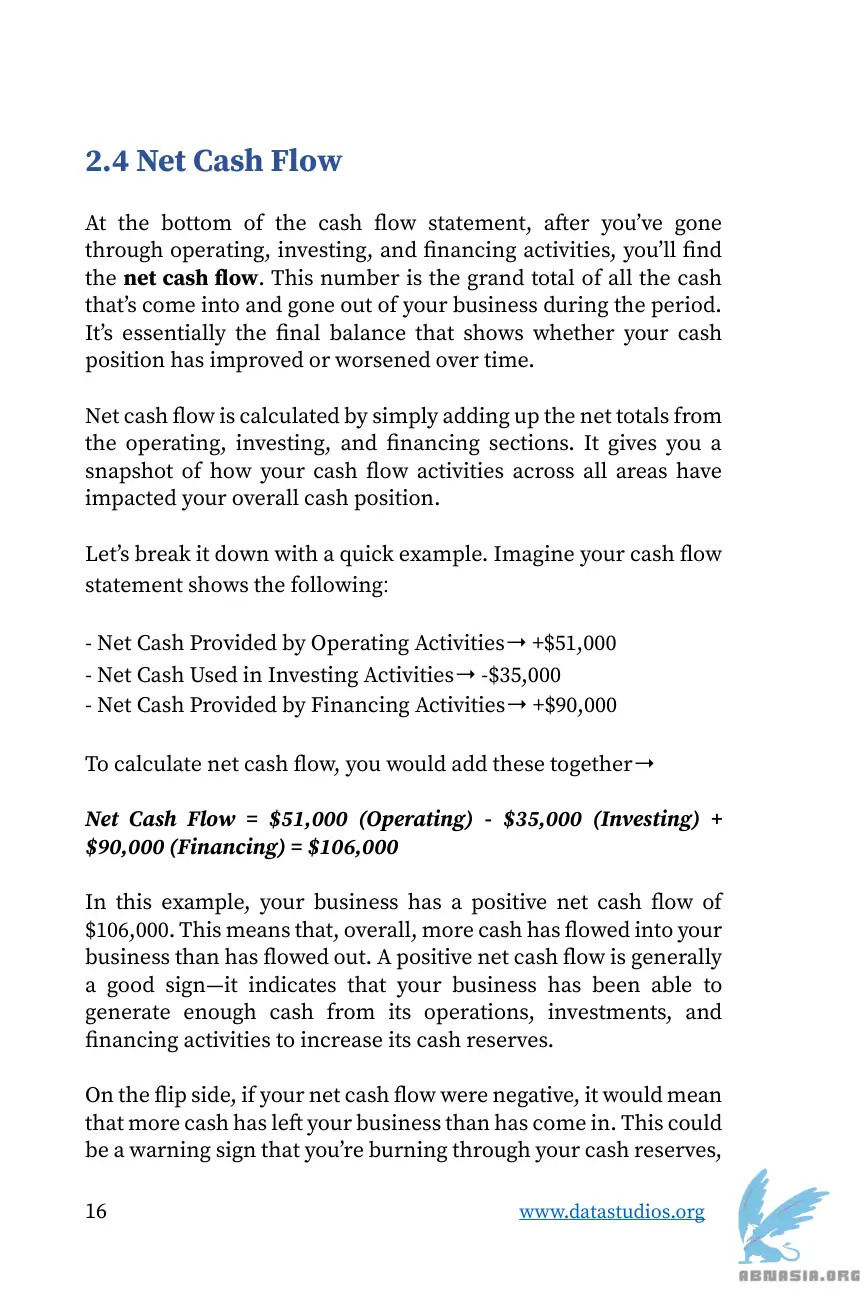 2.4 Net Cash Flow
At the bottom of the cash flow statement, after you’ve gone
through operating, investing, and financing activities, you’ll find
the net cash flow. This number is the grand total of all the cash
that’s come into and gone out of your business during the period.
It’s essentially the final balance that shows whether your cash
position has improved or worsened over time.
Net cash flow is calculated by simply adding up the net totals from
the operating, investing, and financing sections. It gives you a
snapshot of how your cash flow activities across all areas have
impacted your overall cash position.
Let’s break it down with a quick example. Imagine your cash flow
statement shows the following:
- Net Cash Provided by Operating Activities➝ +$51,000
- Net Cash Used in Investing Activities➝ -$35,000
- Net Cash Provided by Financing Activities➝ +$90,000
To calculate net cash flow, you would add these together➝
Net Cash Flow = $51,000 (Operating) - $35,000 (Investing) +
$90,000 (Financing) = $106,000
In this example, your business has a positive net cash flow of
$106,000. This means that, overall, more cash has flowed into your
business than has flowed out. A positive net cash flow is generally
a good sign—it indicates that your business has been able to
generate enough cash from its operations, investments, and
financing activities to increase its cash reserves.
On the flip side, if your net cash flow were negative, it would mean
that more cash has left your business than has come in. This could
be a warning sign that you’re burning through your cash reserves,
16 www.datastudios.org
ABNASIA.ORG